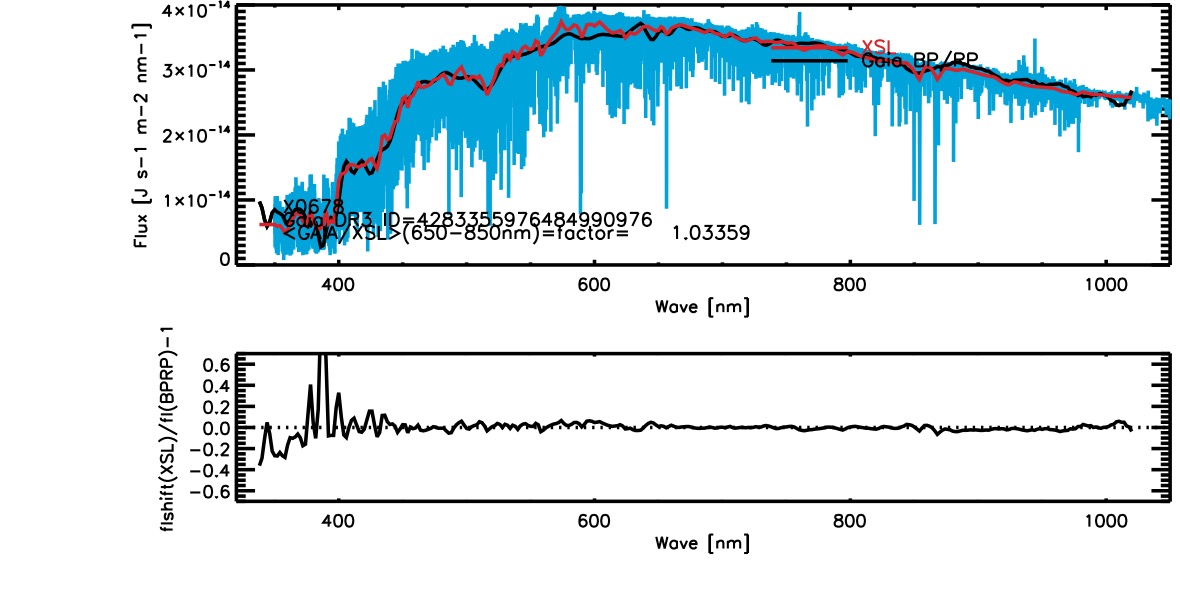 4×10⁻¹⁴
3×10⁻¹⁴
2×10⁻¹⁴
1×10⁻¹⁴
0
Flux [J s−1 m−2 nm−1]
XSL
Gaia BP/RP
X0678
Gaia DR3 ID=4283355976484990976
<GAIA/XSL>(650−850nm)=factor= 1.03359
400 600 800 1000
Wave [nm]
0.6
0.4
0.2
0.0
−0.2
−0.4
−0.6
flshift(XSL)/fl(BPRP)−1
400 600 800 1000
Wave [nm]